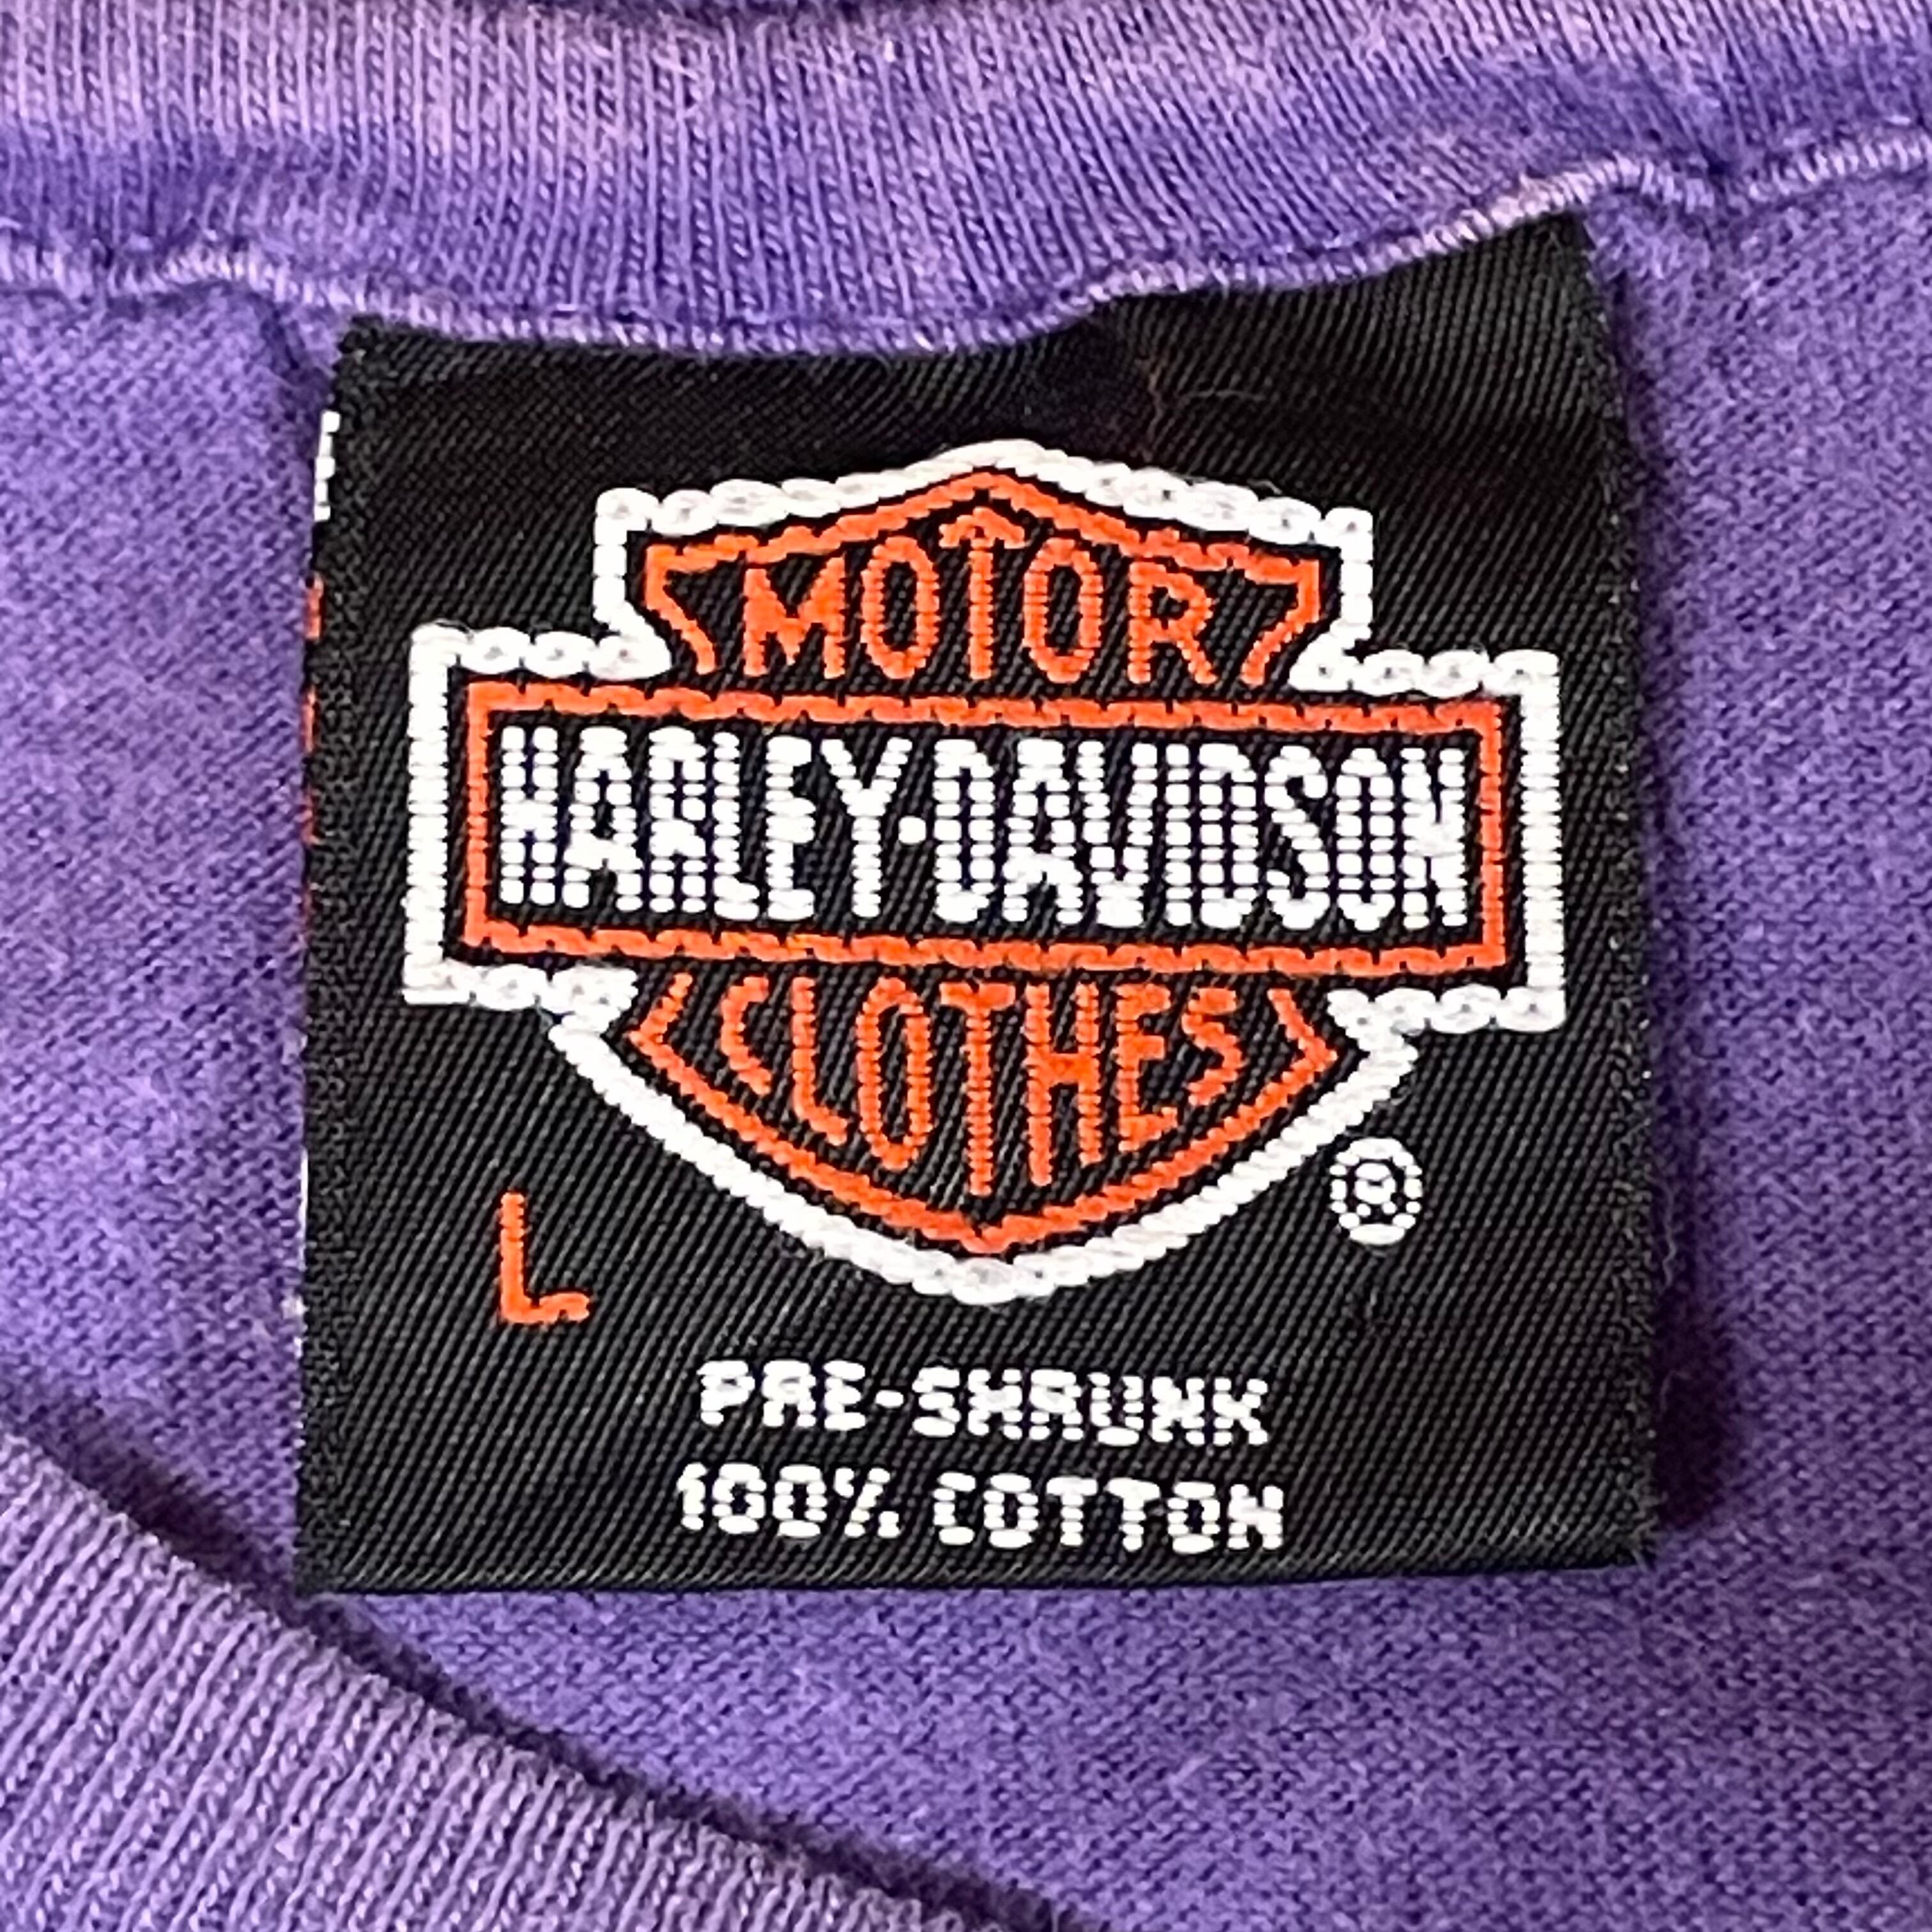 MOTOR
HARLEY-DAVIDSON
CLOTHES
®
L
PRE-SHRUNK
100% COTTON